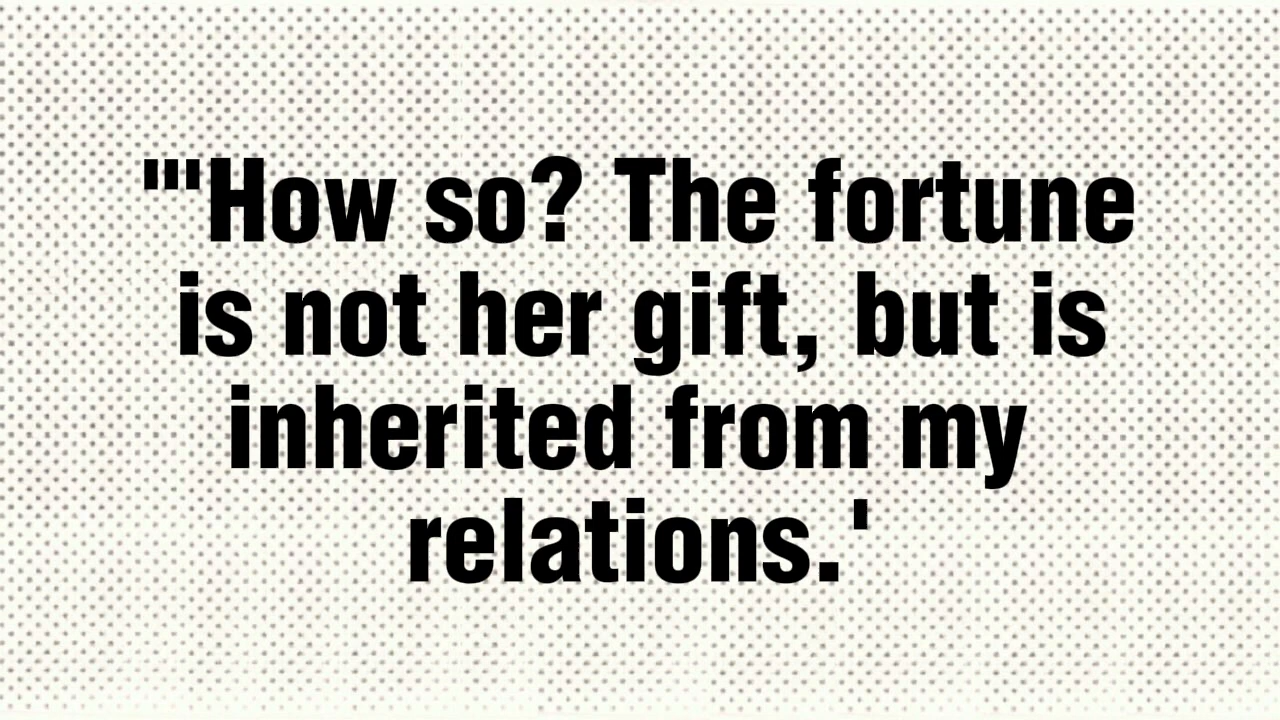 "'How so? The fortune
is not her gift, but is
inherited from my
relations.'